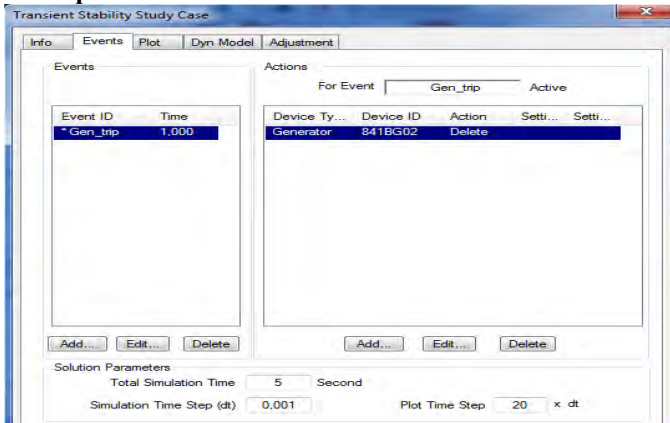 Transient Stability Study Case
Info Events Plot Dyn Model Adjustment
Events
Actions
For Event Gen_trip Active
Event ID Time
* Gen_trip 1,000
Device Ty... Device ID Action Setti... Setti...
Generator 841BG02 Delete
Add... Edit... Delete
Add... Edit... Delete
Solution Parameters
Total Simulation Time 5 Second
Simulation Time Step (dt) 0,001 Plot Time Step 20 x dt